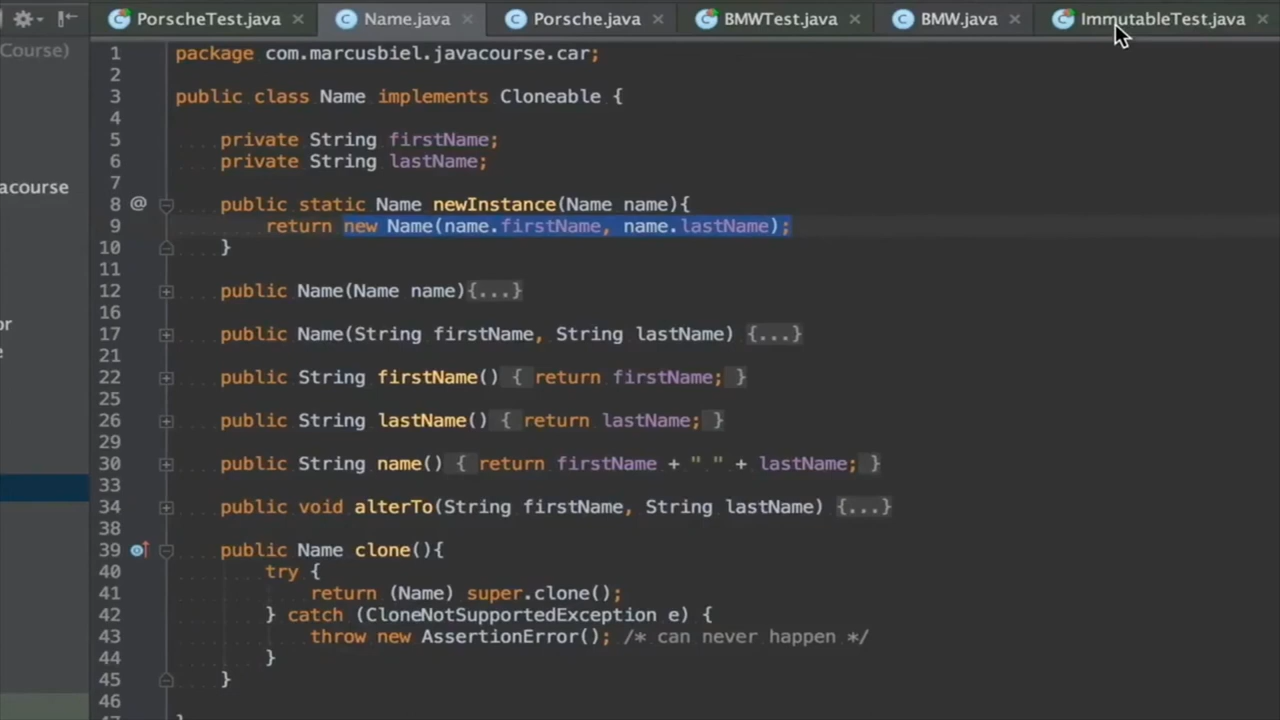 PorscheTest.java Name.java Porsche.java BMWTest.java BMW.java ImmutableTest.java
Course)
1 package com.marcusbiel.javacourse.car;
2
3 public class Name implements Cloneable {
4
5 private String firstName;
6 private String lastName;
7
acourse
8 @ public static Name newInstance(Name name){
9 return new Name(name.firstName, name.lastName);
10 }
11
12 public Name(Name name){...}
16
or
17 public Name(String firstName, String lastName) {...}
21
e
22 public String firstName() { return firstName; }
25
26 public String lastName() { return lastName; }
29
30 public String name() { return firstName + " " + lastName; }
33
34 public void alterTo(String firstName, String lastName) {...}
38
39 public Name clone(){
40 try {
41 return (Name) super.clone();
42 } catch (CloneNotSupportedException e) {
43 throw new AssertionError(); /* can never happen */
44 }
45 }
46
47 }